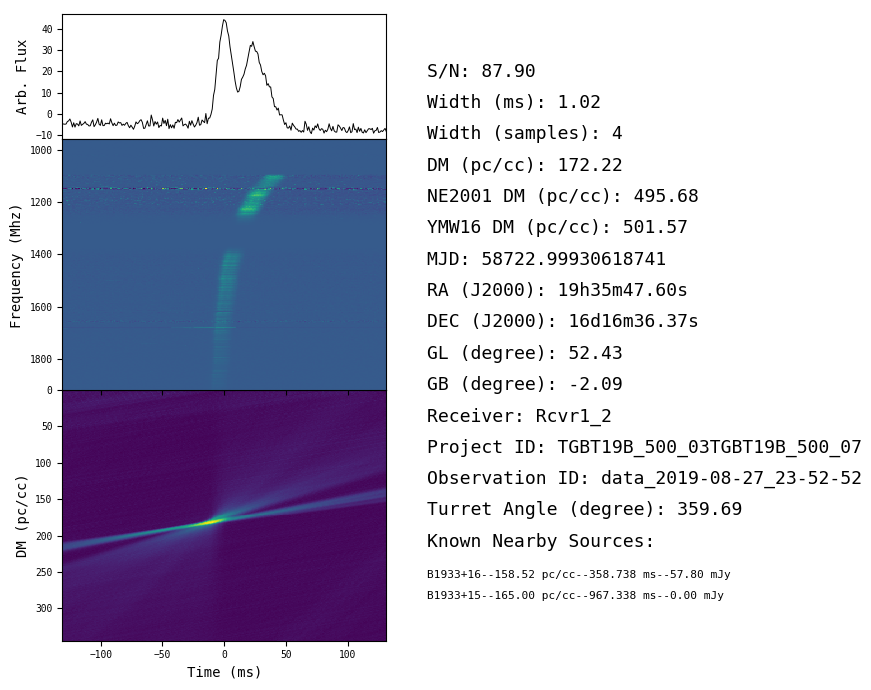 40
30
20
10
0
−10
Arb. Flux
1000
1200
1400
1600
1800
Frequency (Mhz)
0
50
100
150
200
250
300
DM (pc/cc)
−100
−50
0
50
100
Time (ms)
S/N: 87.90
Width (ms): 1.02
Width (samples): 4
DM (pc/cc): 172.22
NE2001 DM (pc/cc): 495.68
YMW16 DM (pc/cc): 501.57
MJD: 58722.99930618741
RA (J2000): 19h35m47.60s
DEC (J2000): 16d16m36.37s
GL (degree): 52.43
GB (degree): -2.09
Receiver: Rcvr1_2
Project ID: TGBT19B_500_03TGBT19B_500_07
Observation ID: data_2019-08-27_23-52-52
Turret Angle (degree): 359.69
Known Nearby Sources:
B1933+16--158.52 pc/cc--358.738 ms--57.80 mJy
B1933+15--165.00 pc/cc--967.338 ms--0.00 mJy